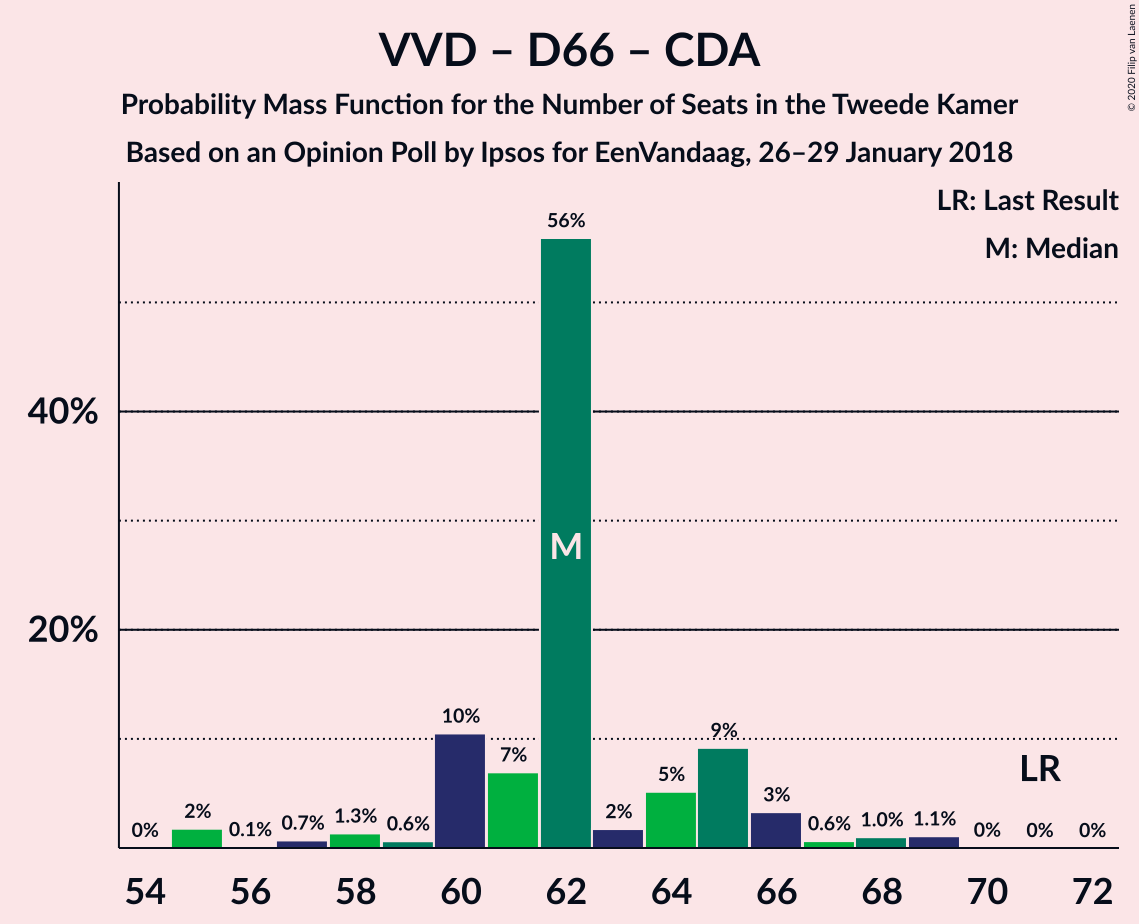 VVD – D66 – CDA
Probability Mass Function for the Number of Seats in the Tweede Kamer
Based on an Opinion Poll by Ipsos for EenVandaag, 26–29 January 2018
© 2020 Filip van Laenen
LR: Last Result
M: Median
40%
20%
0%
2%
0.1%
0.7%
1.3%
0.6%
10%
7%
56%
M
2%
5%
9%
3%
0.6%
1.0%
1.1%
0%
0%
0%
LR
54 56 58 60 62 64 66 68 70 72